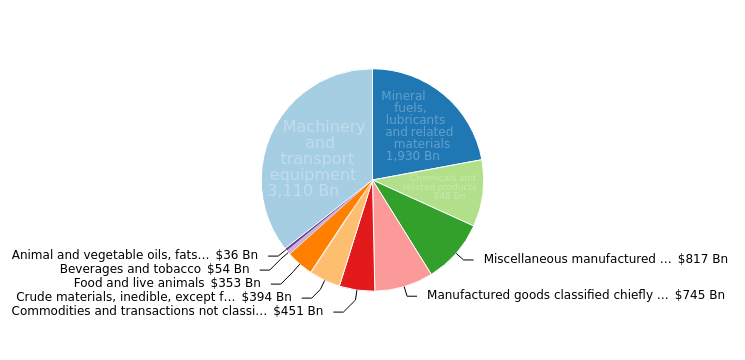 Mineral
fuels,
lubricants
and related
materials
1,930 Bn
Machinery
and
transport
equipment
3,110 Bn
Chemicals and
related products
848 Bn
Animal and vegetable oils, fats… $36 Bn
Beverages and tobacco $54 Bn
Food and live animals $353 Bn
Crude materials, inedible, except f… $394 Bn
Commodities and transactions not classi… $451 Bn
Miscellaneous manufactured … $817 Bn
Manufactured goods classified chiefly … $745 Bn